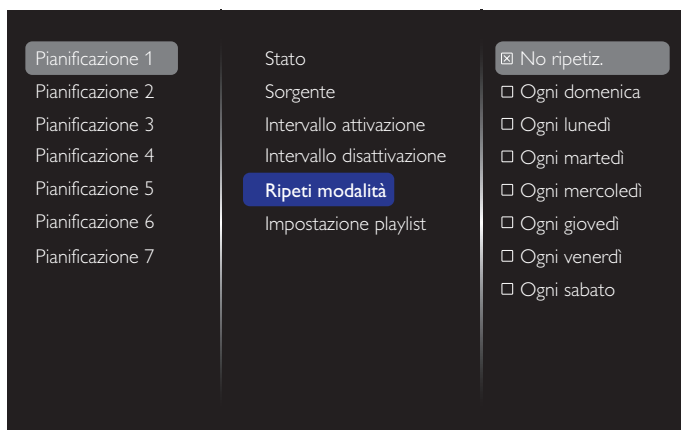 Pianificazione 1
Pianificazione 2
Pianificazione 3
Pianificazione 4
Pianificazione 5
Pianificazione 6
Pianificazione 7
Stato
Sorgente
Intervallo attivazione
Intervallo disattivazione
Ripeti modalità
Impostazione playlist
☒ No ripetiz.
☐ Ogni domenica
☐ Ogni lunedì
☐ Ogni martedì
☐ Ogni mercoledì
☐ Ogni giovedì
☐ Ogni venerdì
☐ Ogni sabato